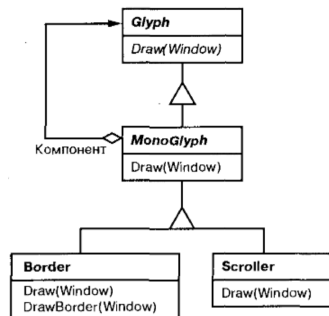 Glyph
Draw(Window)
Компонент
MonoGlyph
Draw(Window)
Border
Draw(Window)
DrawBorder(Window)
Scroller
Draw(Window)